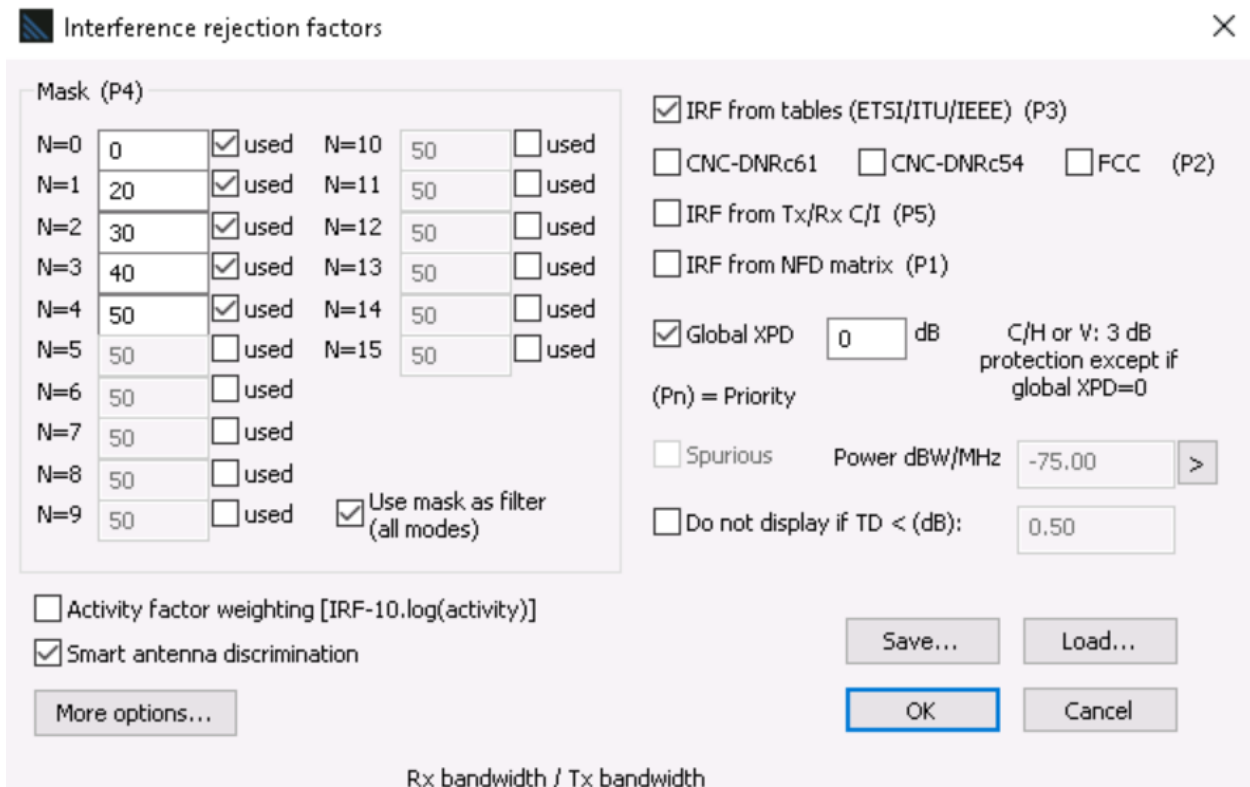 Interference rejection factors
Mask (P4)
N=0 0 used N=10 50 used
N=1 20 used N=11 50 used
N=2 30 used N=12 50 used
N=3 40 used N=13 50 used
N=4 50 used N=14 50 used
N=5 50 used N=15 50 used
N=6 50 used
N=7 50 used
N=8 50 used
N=9 50 used
Use mask as filter
(all modes)
IRF from tables (ETSI/ITU/IEEE) (P3)
CNC-DNRc61 CNC-DNRc54 FCC (P2)
IRF from Tx/Rx C/I (P5)
IRF from NFD matrix (P1)
Global XPD 0 dB
C/H or V: 3 dB
protection except if
global XPD=0
(Pn) = Priority
Spurious Power dBW/MHz -75.00 >
Do not display if TD < (dB): 0.50
Activity factor weighting [IRF-10.log(activity)]
Smart antenna discrimination
More options...
Save... Load...
OK Cancel
Rx bandwidth / Tx bandwidth